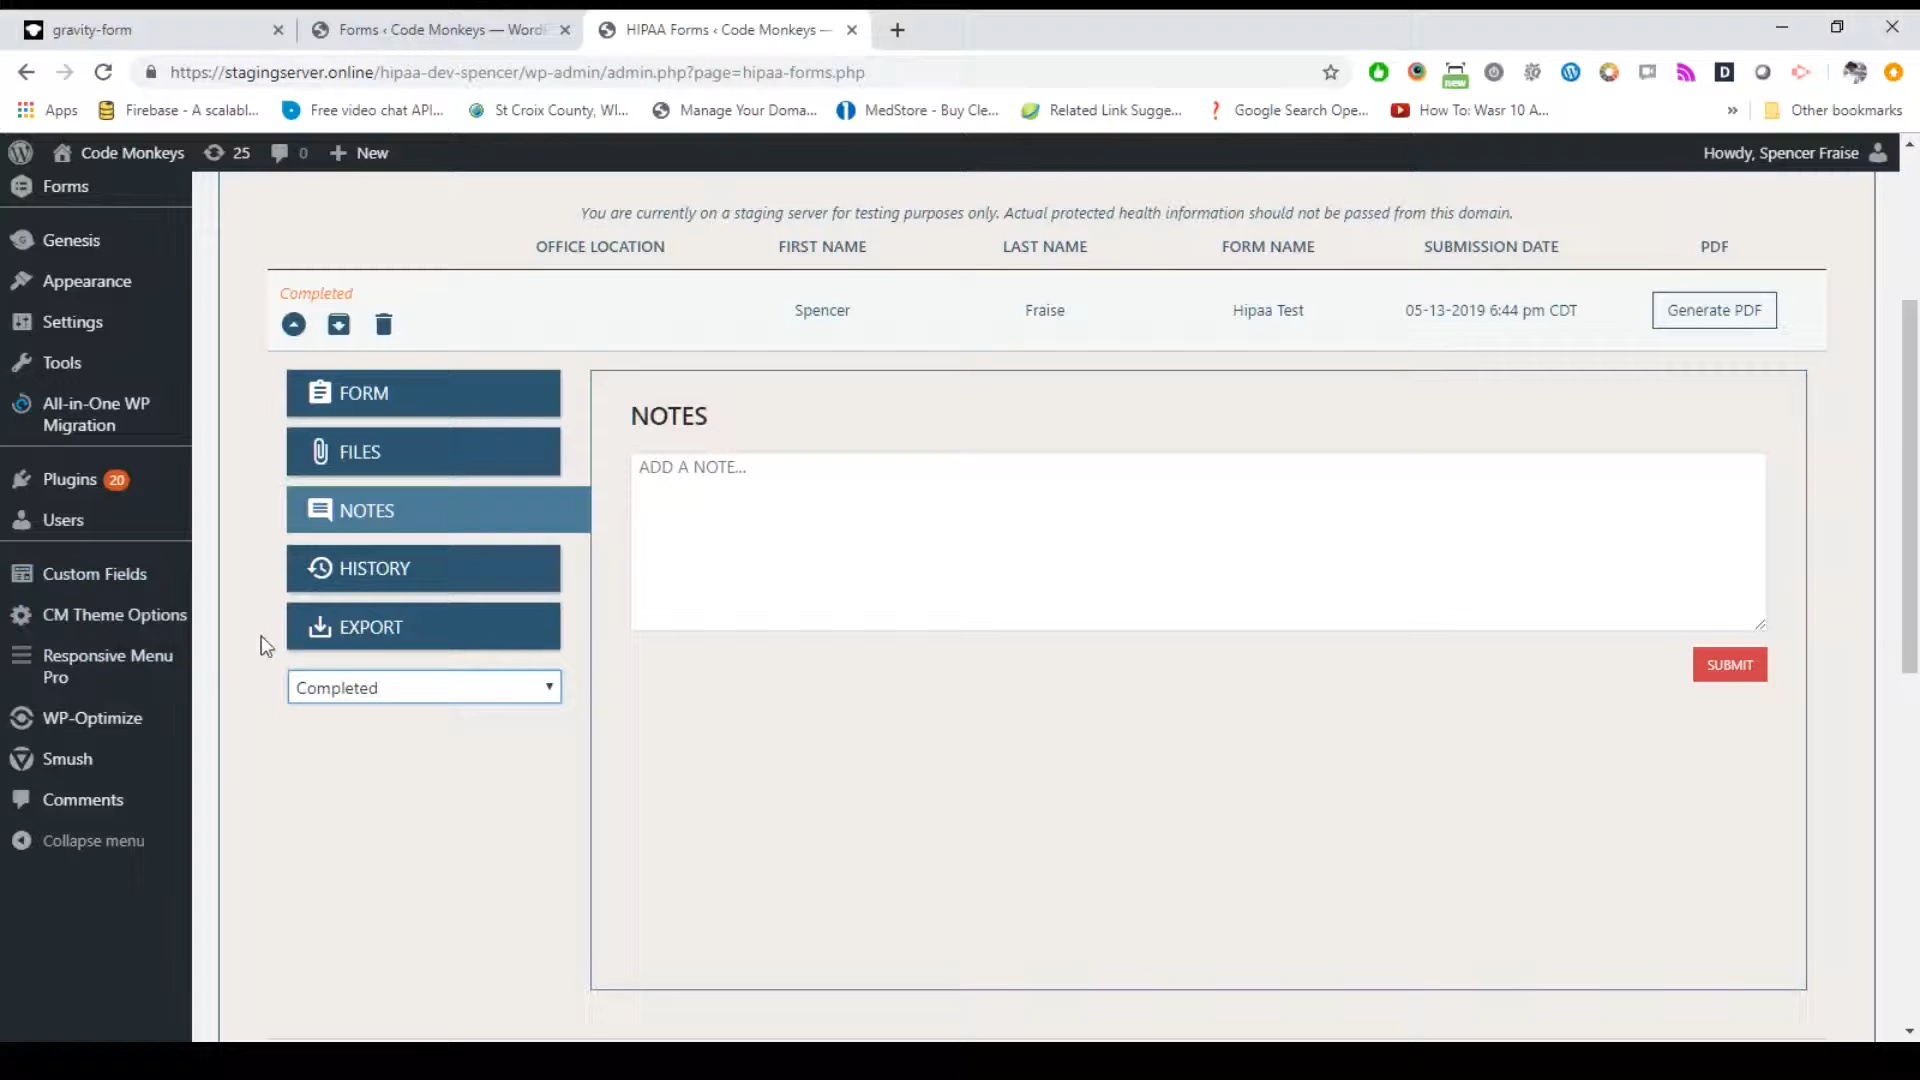 gravity-form
Forms ‹ Code Monkeys — Word
HIPAA Forms ‹ Code Monkeys —
https://stagingserver.online/hipaa-dev-spencer/wp-admin/admin.php?page=hipaa-forms.php
new
D
Apps
Firebase - A scalabl...
Free video chat API...
St Croix County, WI...
Manage Your Doma...
MedStore - Buy Cle...
Related Link Sugge...
Google Search Ope...
How To: Wasr 10 A...
»
Other bookmarks
Code Monkeys
25
0
New
Howdy, Spencer Fraise
Forms
Genesis
Appearance
Settings
Tools
All-in-One WP
Migration
Plugins 20
Users
Custom Fields
CM Theme Options
Responsive Menu
Pro
WP-Optimize
Smush
Comments
Collapse menu
You are currently on a staging server for testing purposes only. Actual protected health information should not be passed from this domain.
OFFICE LOCATION
FIRST NAME
LAST NAME
FORM NAME
SUBMISSION DATE
PDF
Completed
Spencer
Fraise
Hipaa Test
05-13-2019 6:44 pm CDT
Generate PDF
FORM
FILES
NOTES
HISTORY
EXPORT
Completed
NOTES
ADD A NOTE...
SUBMIT